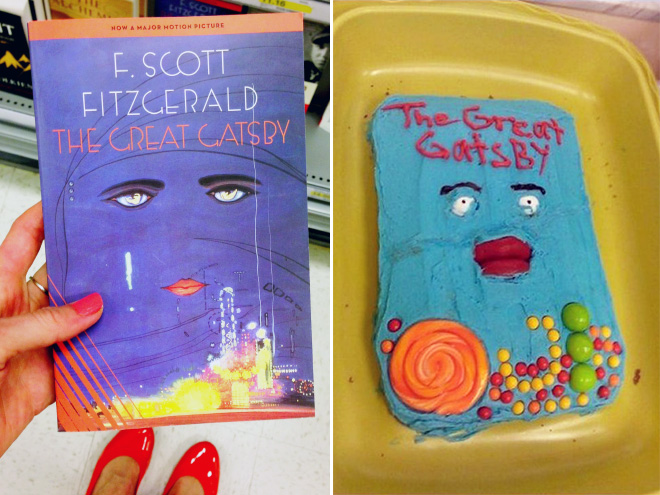 NOW A MAJOR MOTION PICTURE
F. SCOTT
FITZGERALD
THE GREAT GATSBY
The Great
GatsBY